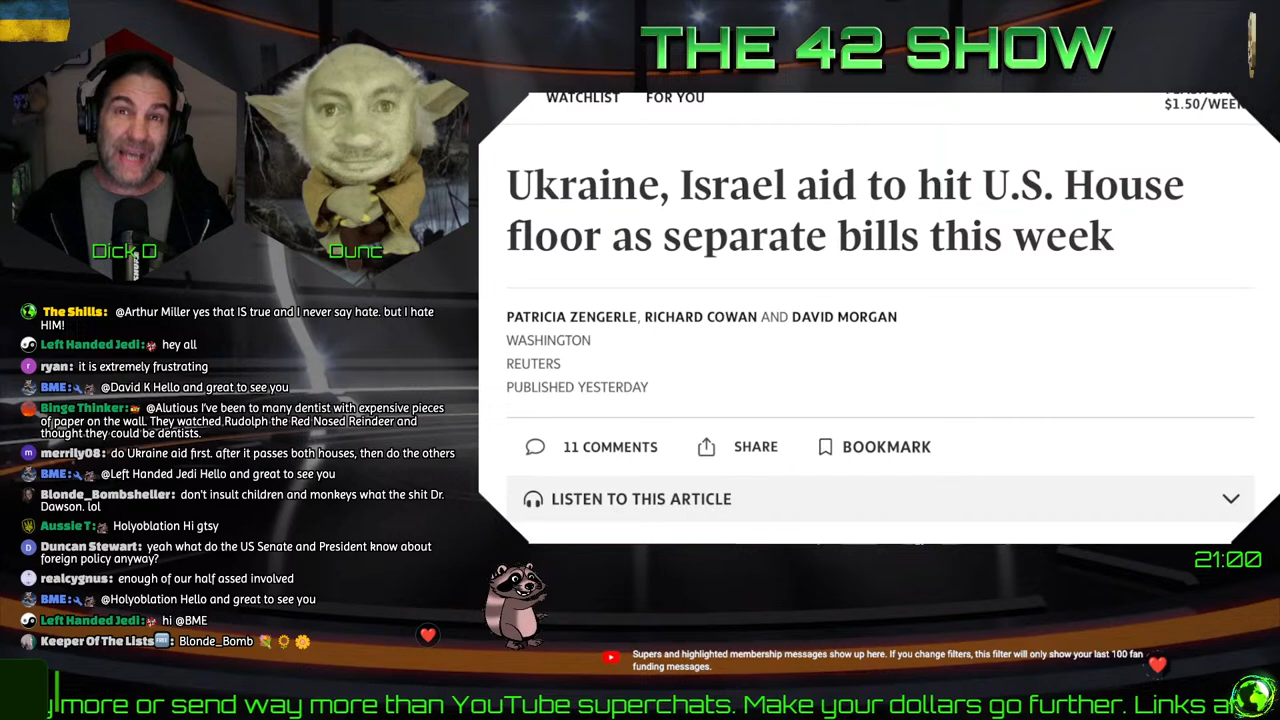 THE 42 SHOW
WATCHLIST FOR YOU
$1.50/WEEK
Ukraine, Israel aid to hit U.S. House
floor as separate bills this week
PATRICIA ZENGERLE, RICHARD COWAN AND DAVID MORGAN
WASHINGTON
REUTERS
PUBLISHED YESTERDAY
11 COMMENTS SHARE BOOKMARK
LISTEN TO THIS ARTICLE
21:00
Dick D
Dunc
The Shills: @Arthur Miller yes that IS true and I never say hate. but I hate
HIM!
Left Handed Jedi: hey all
ryan: it is extremely frustrating
BME: @David K Hello and great to see you
Binge Thinker: @Alutious I've been to many dentist with expensive pieces
of paper on the wall. They watched Rudolph the Red Nosed Reindeer and
thought they could be dentists.
merrily08: do Ukraine aid first. after it passes both houses, then do the others
BME: @Left Handed Jedi Hello and great to see you
Blonde_Bombsheller: don't insult children and monkeys what the shit Dr.
Dawson. lol
Aussie T: Holyoblation Hi gtsy
Duncan Stewart: yeah what do the US Senate and President know about
foreign policy anyway?
realcygnus: enough of our half assed involved
BME: @Holyoblation Hello and great to see you
Left Handed Jedi: hi @BME
Keeper Of The Lists FREE: Blonde_Bomb
Supers and highlighted membership messages show up here. If you change filters, this filter will only show your last 100 fan
funding messages.
more or send way more than YouTube superchats. Make your dollars go further. Links a